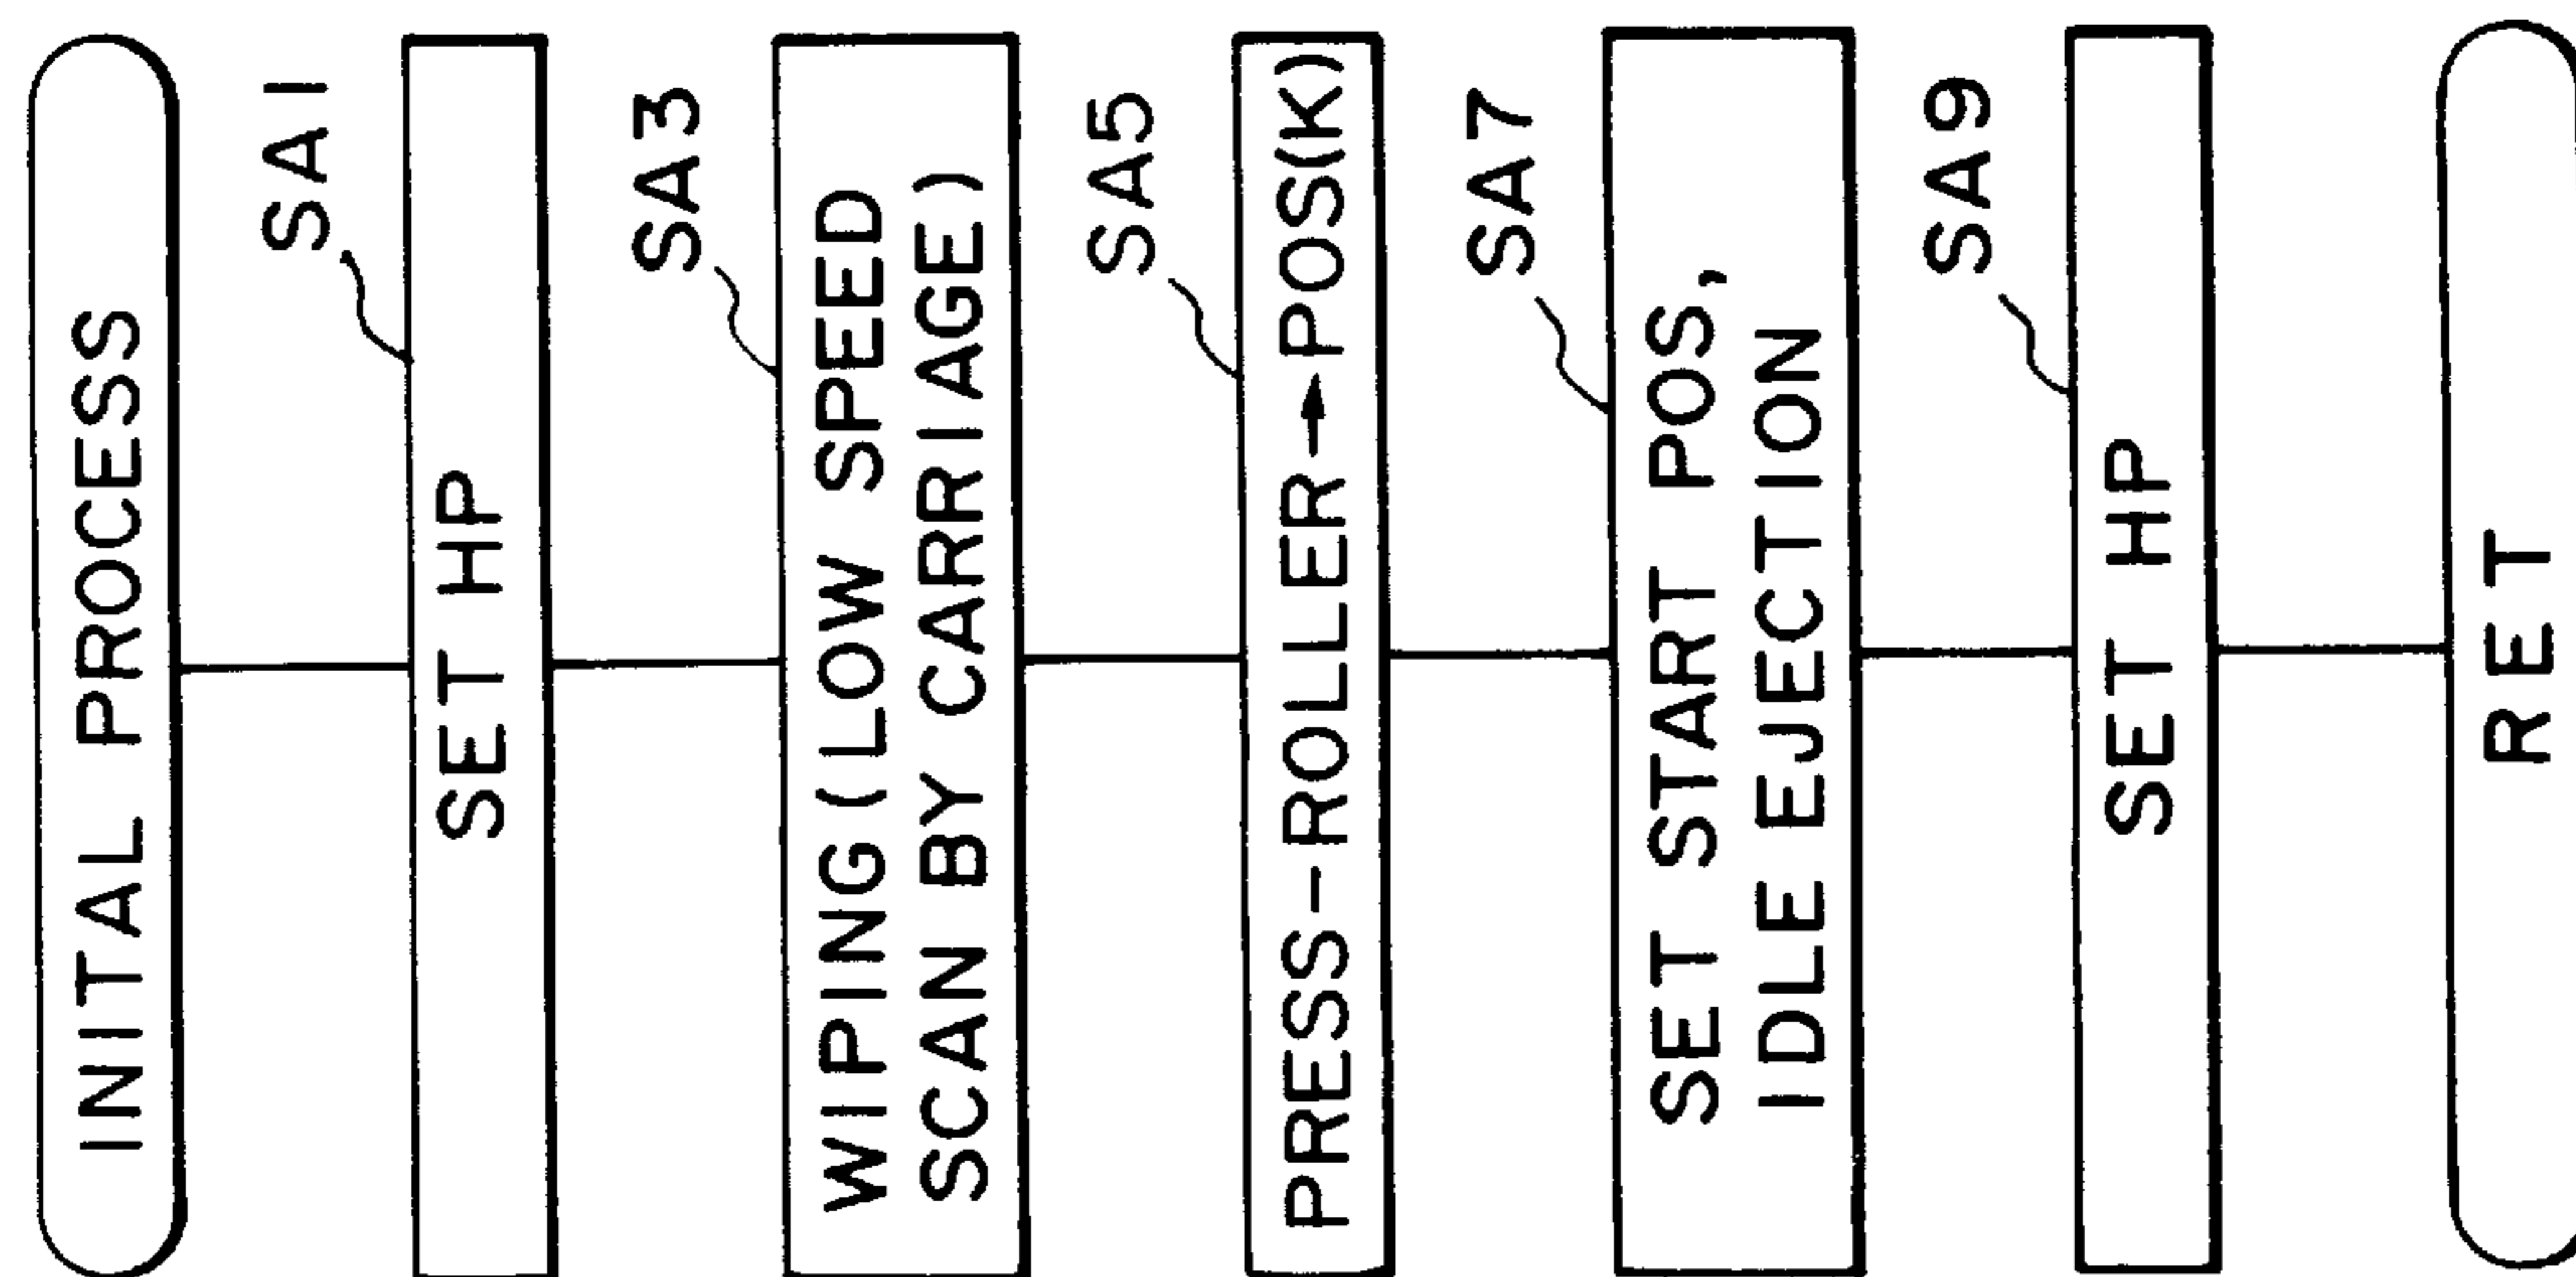 INITAL PROCESS
SA1
SET HP
SA3
WIPING (LOW SPEED
SCAN BY CARRIAGE)
SA5
PRESS-ROLLER→POS(K)
SA7
SET START POS,
IDLE EJECTION
SA9
SET HP
RET